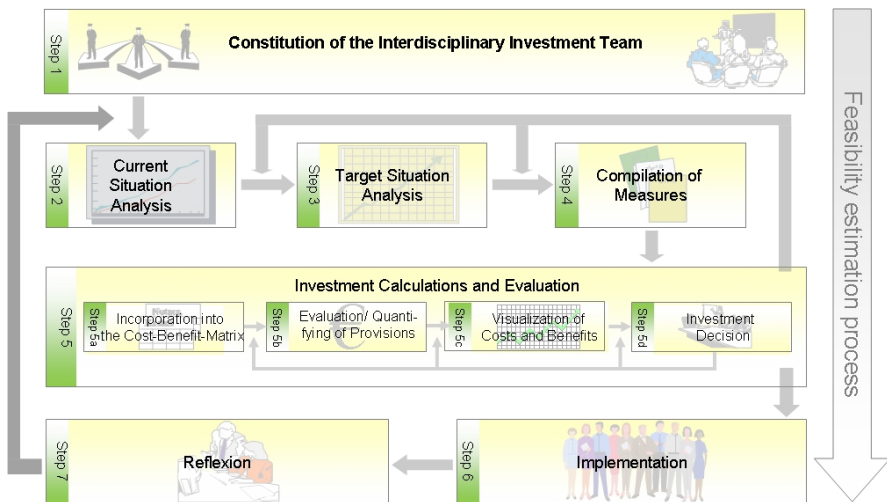 Step 1
Constitution of the Interdisciplinary Investment Team
Feasibility estimation process
Step 2
Current
Situation
Analysis
Step 3
Target Situation
Analysis
Step 4
Compilation of
Measures
Step 5
Investment Calculations and Evaluation
Step 5a
Incorporation into
the Cost-Benefit-Matrix
Step 5b
Evaluation/ Quanti-
fying of Provisions
€
Step 5c
Visualization of
Costs and Benefits
Step 5d
Investment
Decision
Step 7
Reflexion
Step 6
Implementation